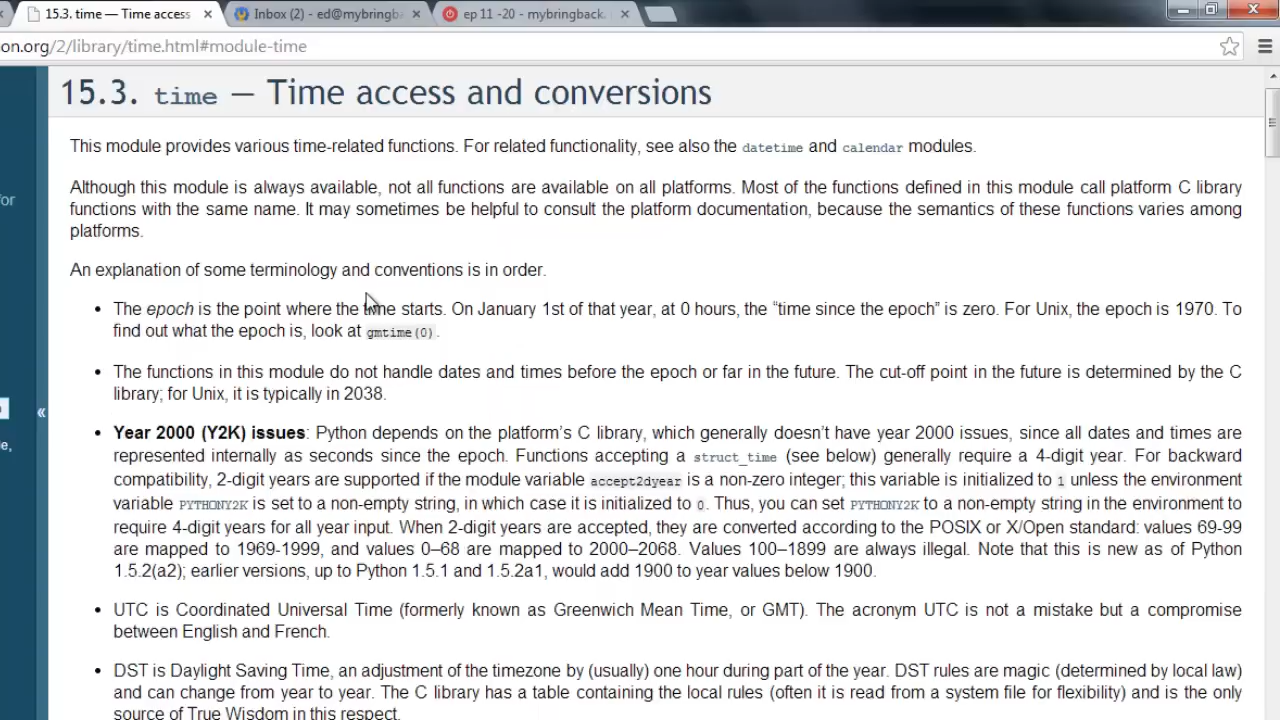 15.3. time — Time access
Inbox (2) - ed@mybringba
ep 11 -20 - mybringback.
on.org/2/library/time.html#module-time
15.3. time — Time access and conversions
This module provides various time-related functions. For related functionality, see also the datetime and calendar modules.
Although this module is always available, not all functions are available on all platforms. Most of the functions defined in this module call platform C library
functions with the same name. It may sometimes be helpful to consult the platform documentation, because the semantics of these functions varies among
platforms.
for
An explanation of some terminology and conventions is in order.
• The epoch is the point where the time starts. On January 1st of that year, at 0 hours, the “time since the epoch” is zero. For Unix, the epoch is 1970. To
find out what the epoch is, look at gmtime(0).
• The functions in this module do not handle dates and times before the epoch or far in the future. The cut-off point in the future is determined by the C
library; for Unix, it is typically in 2038.
«
• Year 2000 (Y2K) issues: Python depends on the platform’s C library, which generally doesn’t have year 2000 issues, since all dates and times are
represented internally as seconds since the epoch. Functions accepting a struct_time (see below) generally require a 4-digit year. For backward
compatibility, 2-digit years are supported if the module variable accept2dyear is a non-zero integer; this variable is initialized to 1 unless the environment
variable PYTHONY2K is set to a non-empty string, in which case it is initialized to 0. Thus, you can set PYTHONY2K to a non-empty string in the environment to
require 4-digit years for all year input. When 2-digit years are accepted, they are converted according to the POSIX or X/Open standard: values 69-99
are mapped to 1969-1999, and values 0–68 are mapped to 2000–2068. Values 100–1899 are always illegal. Note that this is new as of Python
1.5.2(a2); earlier versions, up to Python 1.5.1 and 1.5.2a1, would add 1900 to year values below 1900.
• UTC is Coordinated Universal Time (formerly known as Greenwich Mean Time, or GMT). The acronym UTC is not a mistake but a compromise
between English and French.
• DST is Daylight Saving Time, an adjustment of the timezone by (usually) one hour during part of the year. DST rules are magic (determined by local law)
and can change from year to year. The C library has a table containing the local rules (often it is read from a system file for flexibility) and is the only
source of True Wisdom in this respect.